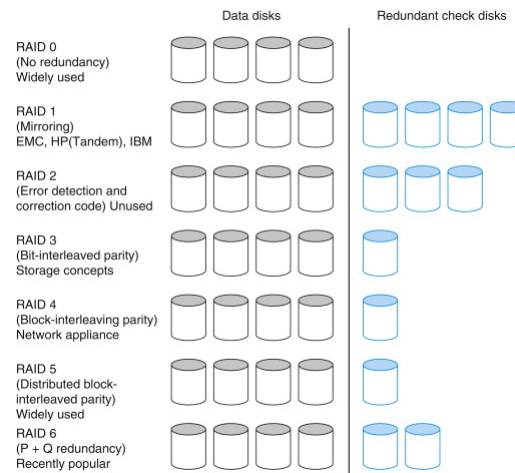 Data disks
Redundant check disks
RAID 0
(No redundancy)
Widely used
RAID 1
(Mirroring)
EMC, HP(Tandem), IBM
RAID 2
(Error detection and
correction code) Unused
RAID 3
(Bit-interleaved parity)
Storage concepts
RAID 4
(Block-interleaving parity)
Network appliance
RAID 5
(Distributed block-
interleaved parity)
Widely used
RAID 6
(P + Q redundancy)
Recently popular